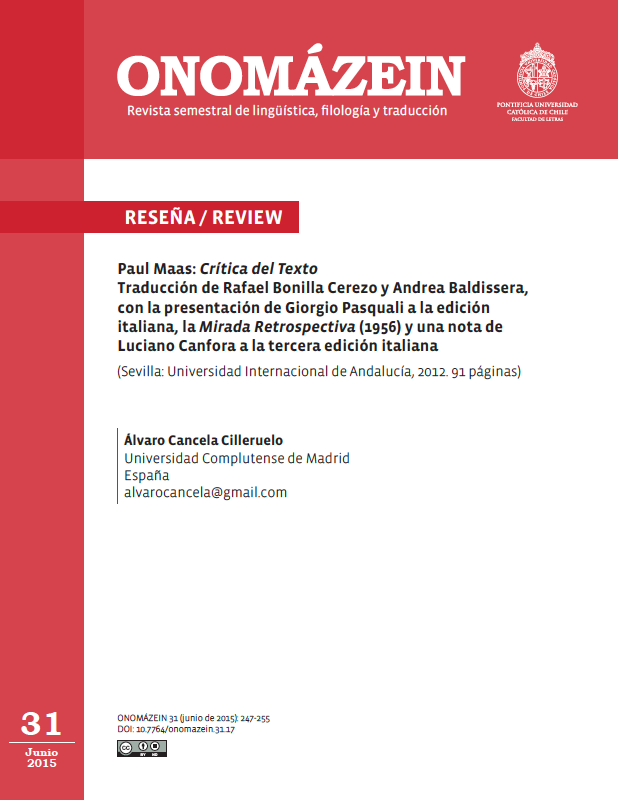 ONOMÁZEIN
Revista semestral de lingüística, filología y traducción
PONTIFICIA UNIVERSIDAD
CATÓLICA DE CHILE
FACULTAD DE LETRAS
RESEÑA / REVIEW
Paul Maas: Crítica del Texto
Traducción de Rafael Bonilla Cerezo y Andrea Baldissera,
con la presentación de Giorgio Pasquali a la edición
italiana, la Mirada Retrospectiva (1956) y una nota de
Luciano Canfora a la tercera edición italiana
(Sevilla: Universidad Internacional de Andalucía, 2012. 91 páginas)
Álvaro Cancela Cilleruelo
Universidad Complutense de Madrid
España
alvarocancela@gmail.com
31
Junio
2015
ONOMÁZEIN 31 (junio de 2015): 247-255
DOI: 10.7764/onomazein.31.17
cc
BY ND